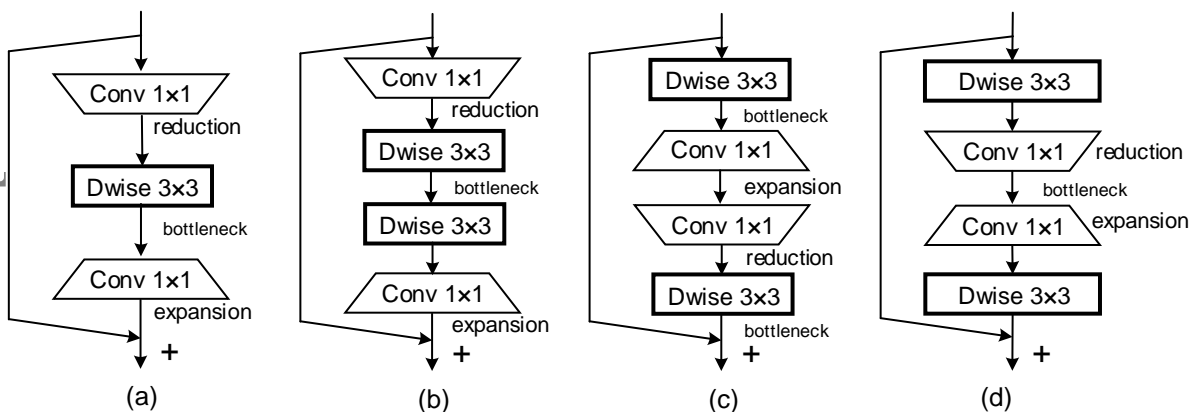 Conv 1×1
reduction
Dwise 3×3
bottleneck
Conv 1×1
expansion
+
(a)
Conv 1×1
reduction
Dwise 3×3
bottleneck
Dwise 3×3
Conv 1×1
expansion
+
(b)
Dwise 3×3
bottleneck
Conv 1×1
expansion
Conv 1×1
reduction
Dwise 3×3
bottleneck
+
(c)
Dwise 3×3
Conv 1×1 reduction
bottleneck
Conv 1×1 expansion
Dwise 3×3
+
(d)